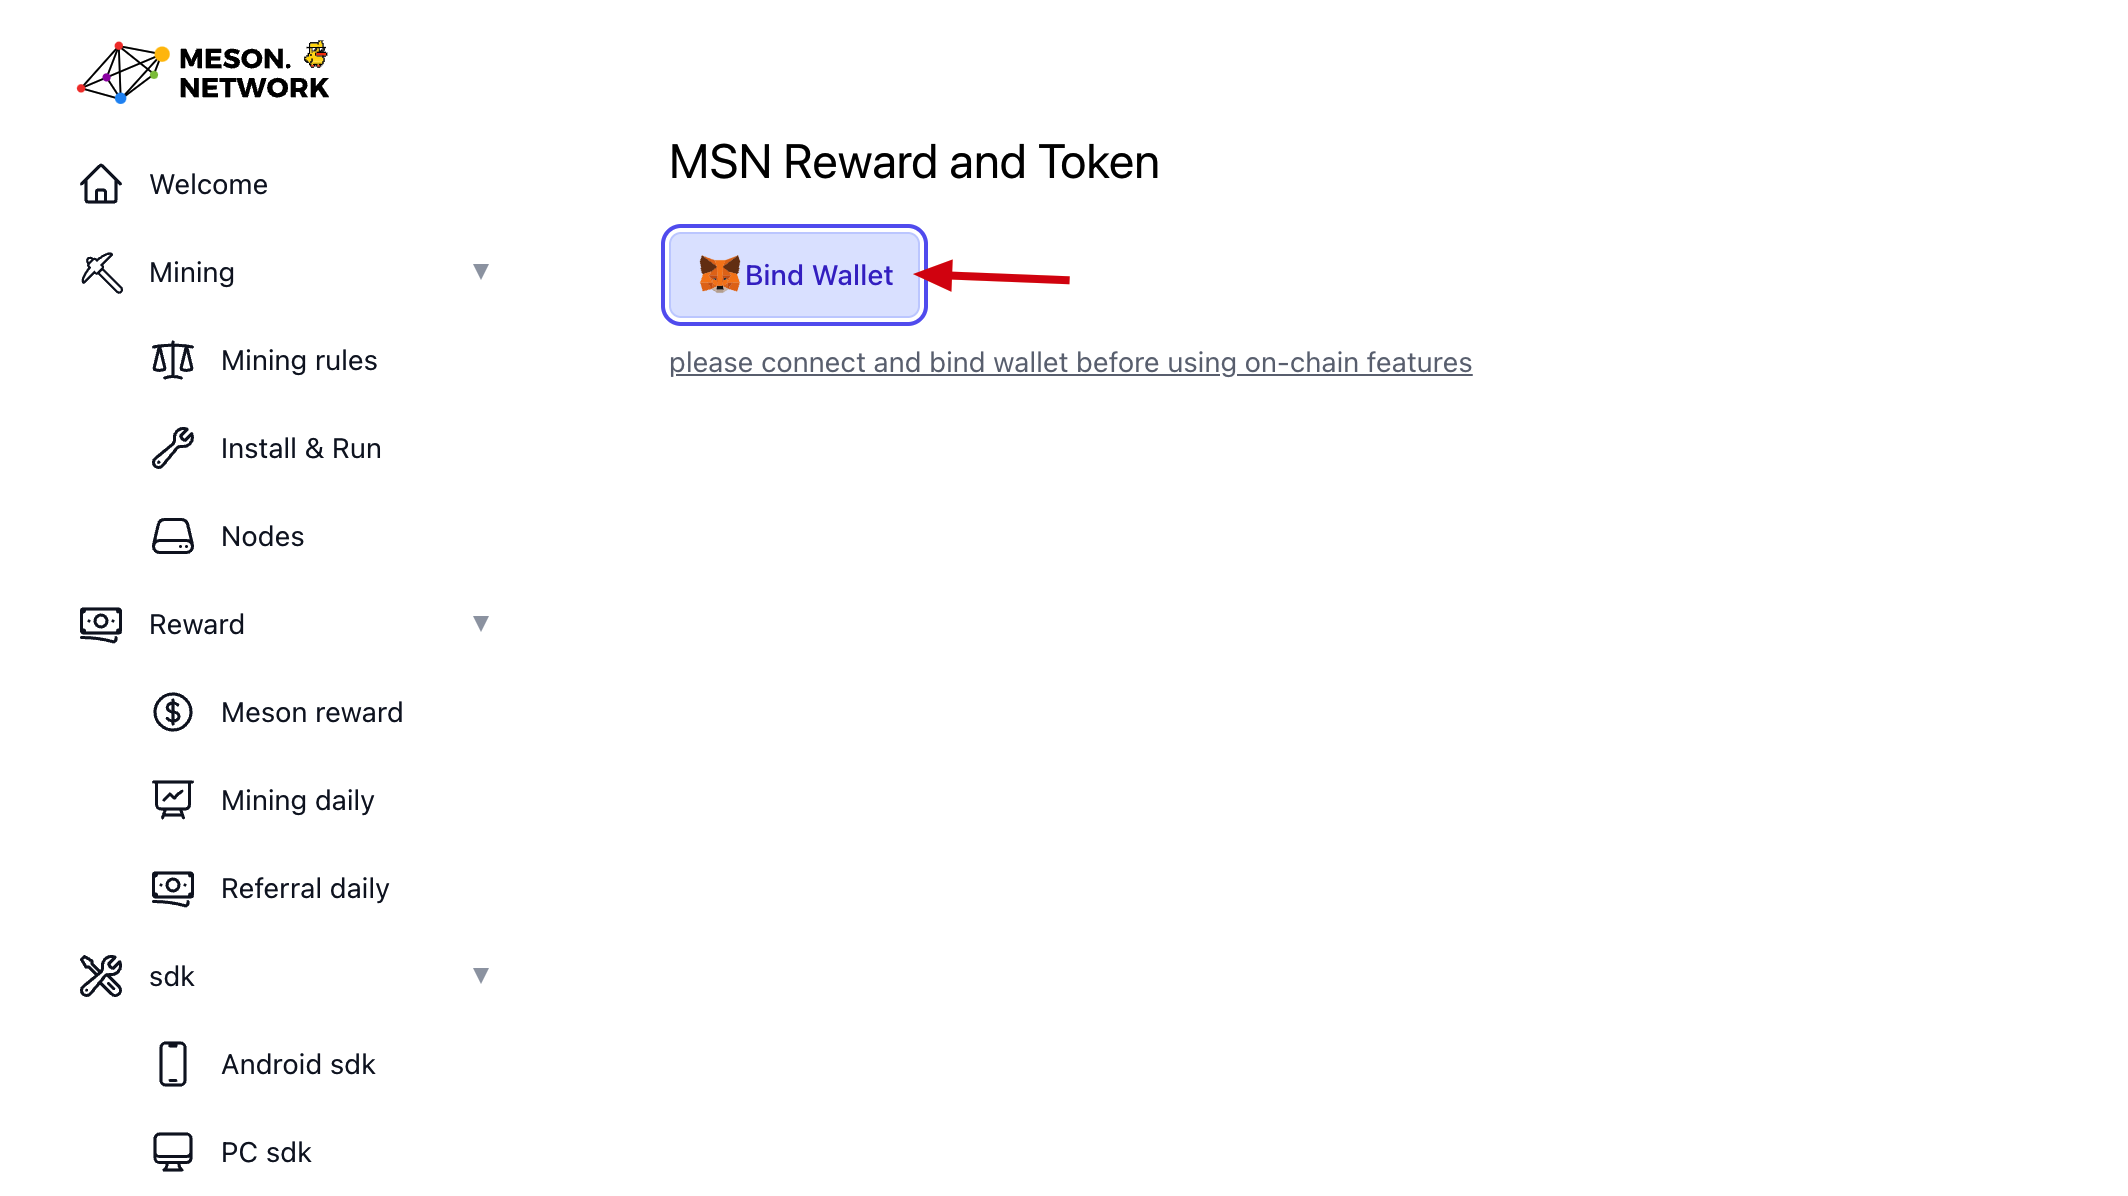 MESON.
NETWORK
Welcome
Mining
Mining rules
Install & Run
Nodes
Reward
Meson reward
Mining daily
Referral daily
sdk
Android sdk
PC sdk
MSN Reward and Token
Bind Wallet
please connect and bind wallet before using on-chain features